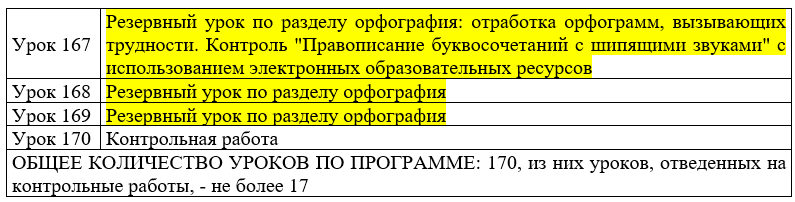 Резервный урок по разделу орфография: отработка орфограмм, вызывающих
Урок 167 трудности. Контроль "Правописание буквосочетаний с шипящими звуками" с
использованием электронных образовательных ресурсов
Урок 168 Резервный урок по разделу орфография
Урок 169 Резервный урок по разделу орфография
Урок 170 Контрольная работа
ОБЩЕЕ КОЛИЧЕСТВО УРОКОВ ПО ПРОГРАММЕ: 170, из них уроков, отведенных на
контрольные работы, - не более 17